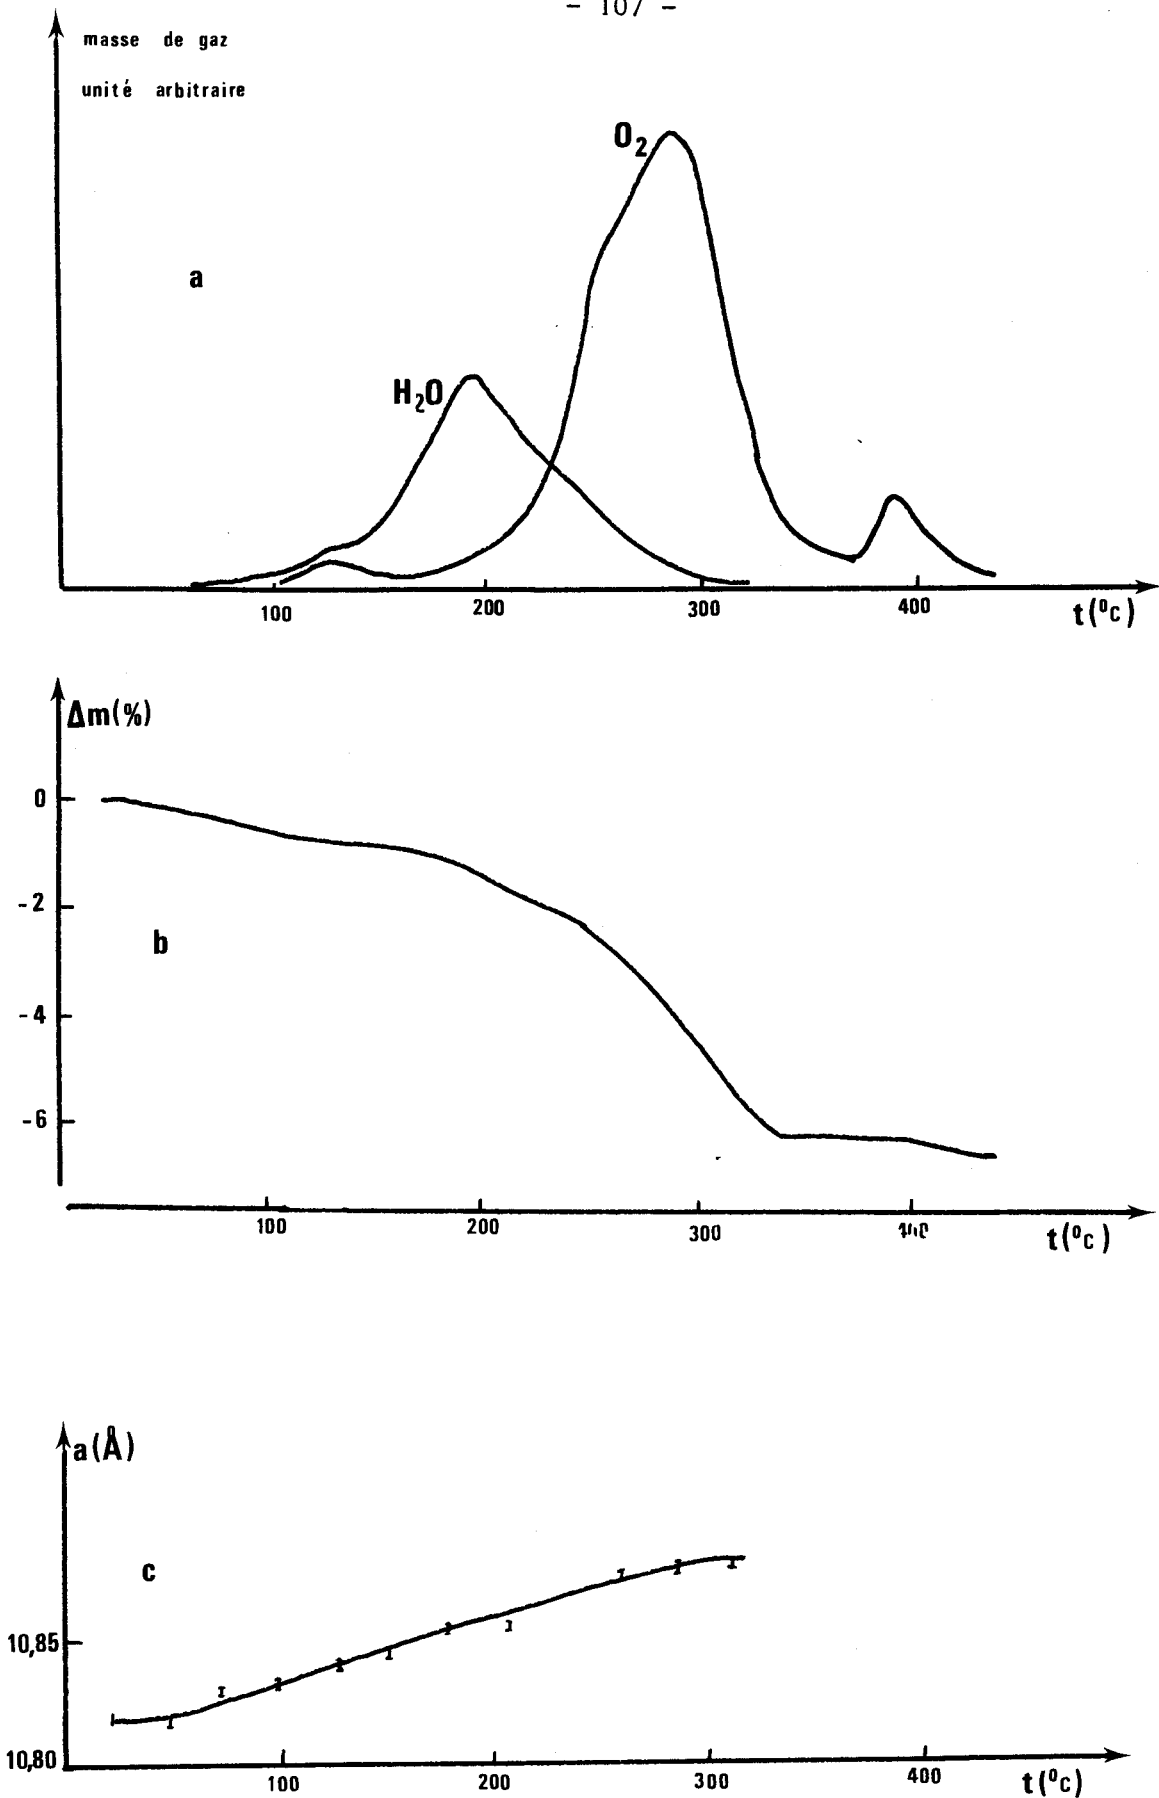 - 107 -
masse de gaz
unité arbitraire
O2
a
H2O
100 200 300 400
t(°c)
Δm(%)
0
-2
b
-4
-6
100 200 300
t(°c)
a(Å)
c
10,85
10,80
100 200 300 400
t(°c)